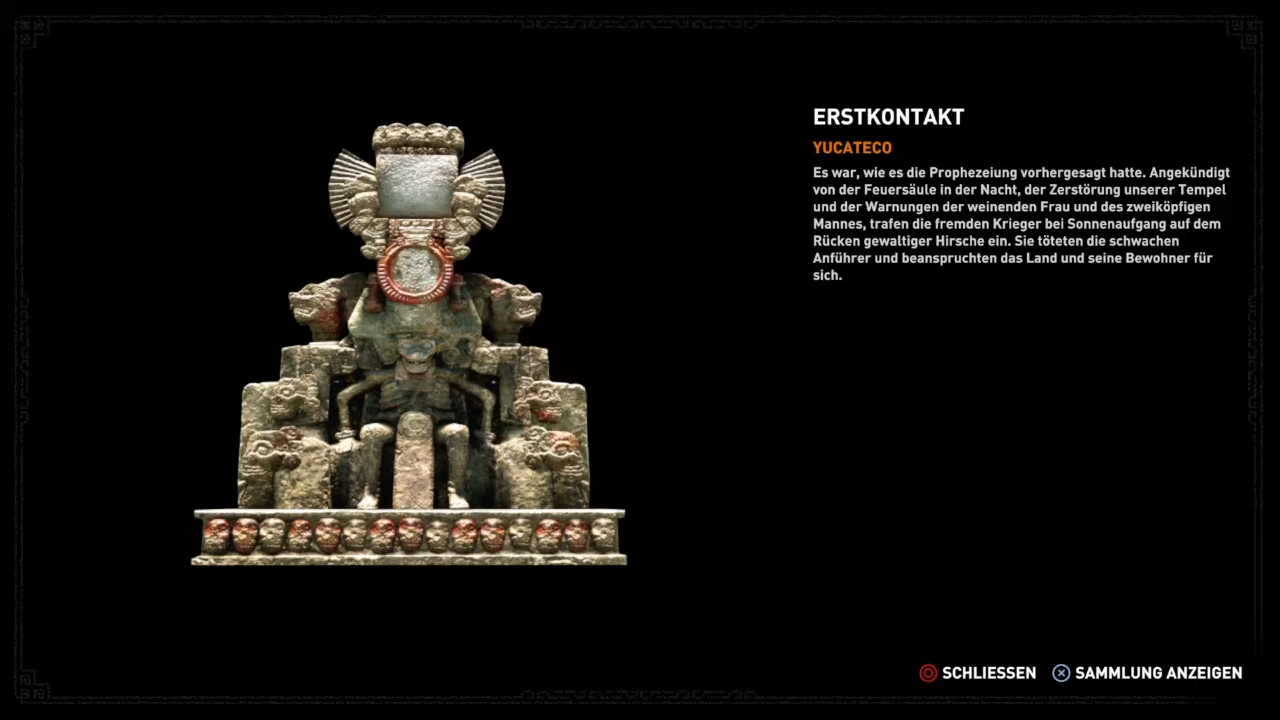 ERSTKONTAKT
YUCATECO
Es war, wie es die Prophezeiung vorhergesagt hatte. Angekündigt
von der Feuersäule in der Nacht, der Zerstörung unserer Tempel
und der Warnungen der weinenden Frau und des zweiköpfigen
Mannes, trafen die fremden Krieger bei Sonnenaufgang auf dem
Rücken gewaltiger Hirsche ein. Sie töteten die schwachen
Anführer und beanspruchten das Land und seine Bewohner für
sich.
SCHLIESSEN SAMMLUNG ANZEIGEN